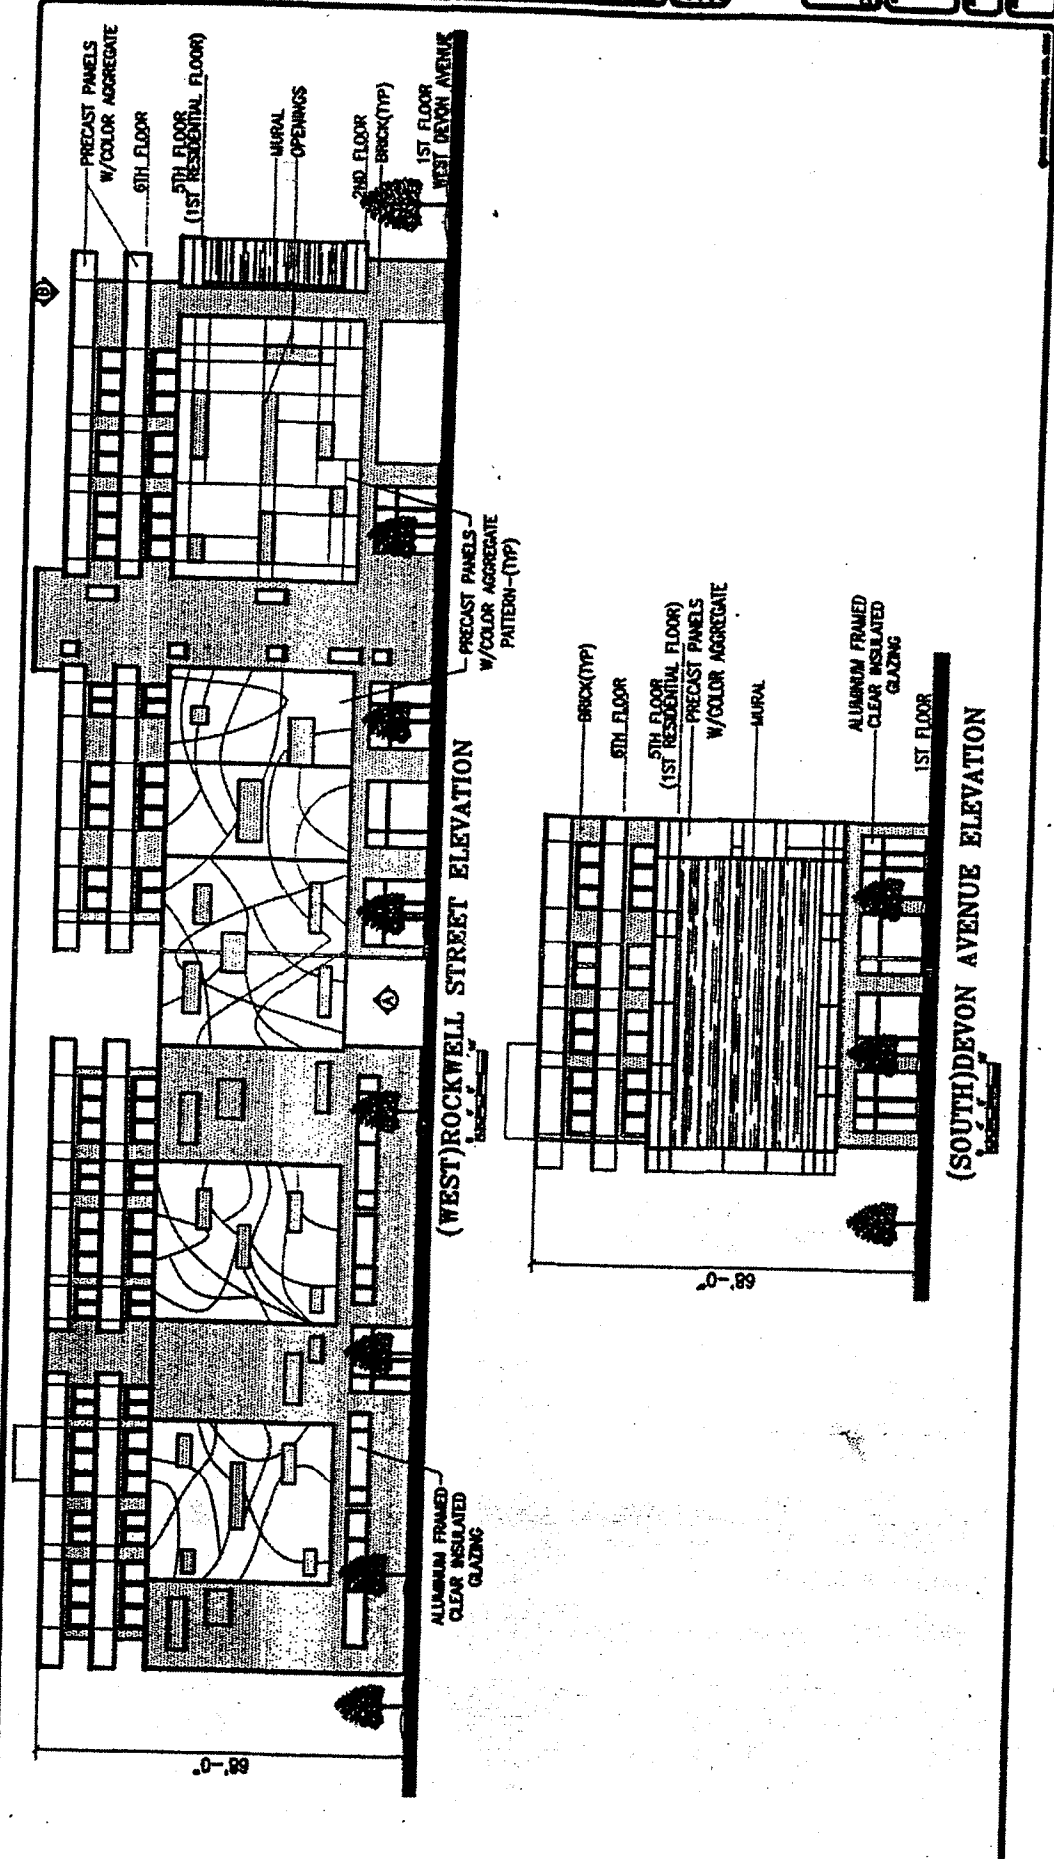 PRECAST PANELS
W/COLOR AGGREGATE
6TH FLOOR
5TH FLOOR
(1ST RESIDENTIAL FLOOR)
MURAL
OPENINGS
2ND FLOOR
BRICK(TYP)
1ST FLOOR
WEST DEVON AVENUE
B
68'-0"
ALUMINUM FRAMED
CLEAR INSULATED
GLAZING
A
PRECAST PANELS
W/COLOR AGGREGATE
PATTERN-(TYP)
(WEST)ROCKWELL STREET ELEVATION
68'-0"
BRICK(TYP)
6TH FLOOR
5TH FLOOR
(1ST RESIDENTIAL FLOOR)
PRECAST PANELS
W/COLOR AGGREGATE
MURAL
ALUMINUM FRAMED
CLEAR INSULATED
GLAZING
1ST FLOOR
(SOUTH)DEVON AVENUE ELEVATION